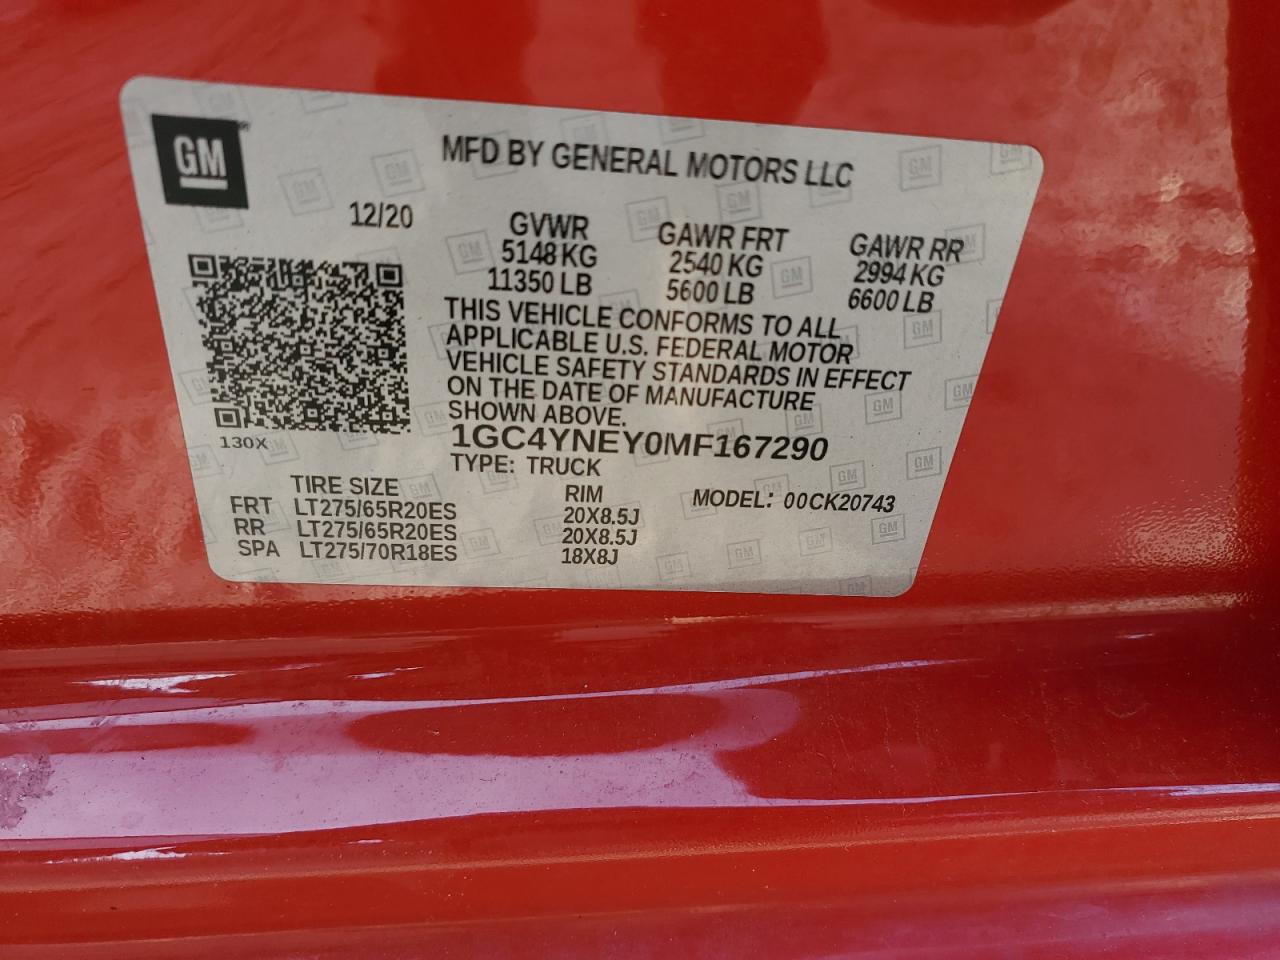 GM
MFD BY GENERAL MOTORS LLC
12/20
GVWR GAWR FRT GAWR RR
5148 KG 2540 KG 2994 KG
11350 LB 5600 LB 6600 LB
THIS VEHICLE CONFORMS TO ALL
APPLICABLE U.S. FEDERAL MOTOR
VEHICLE SAFETY STANDARDS IN EFFECT
ON THE DATE OF MANUFACTURE
SHOWN ABOVE.
130X
1GC4YNEY0MF167290
TYPE: TRUCK
MODEL: 00CK20743
TIRE SIZE RIM
FRT LT275/65R20ES 20X8.5J
RR LT275/65R20ES 20X8.5J
SPA LT275/70R18ES 18X8J